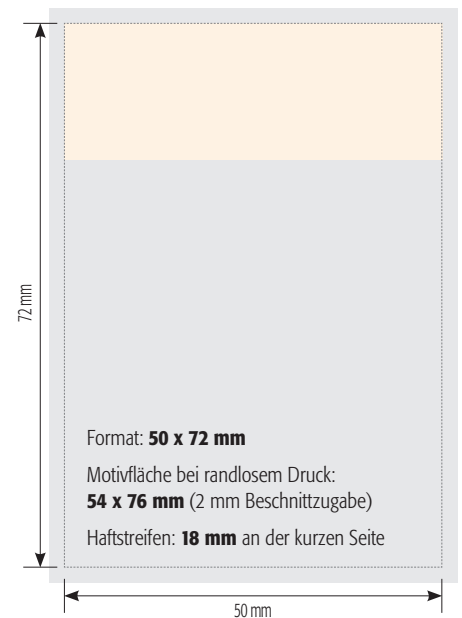 72 mm
Format: 50 x 72 mm
Motivfläche bei randlosem Druck:
54 x 76 mm (2 mm Beschnittzugabe)
Haftstreifen: 18 mm an der kurzen Seite
50 mm